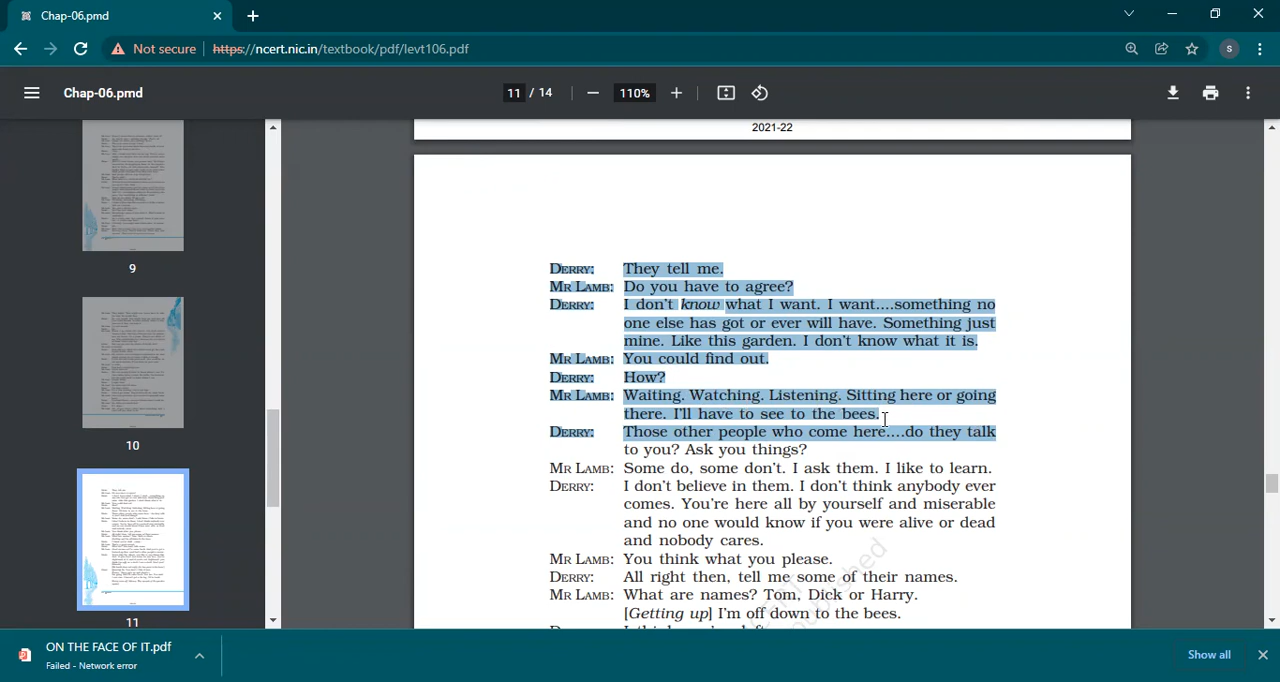 Chap-06.pmd
Not secure
https://ncert.nic.in/textbook/pdf/levt106.pdf
S
Chap-06.pmd
11 / 14
110%
2021-22
9
10
11
DERRY: They tell me.
MR LAMB: Do you have to agree?
DERRY: I don't know what I want. I want....something no
one else has got or ever will have. Something just
mine. Like this garden. I don't know what it is.
MR LAMB: You could find out.
DERRY: How?
MR LAMB: Waiting. Watching. Listening. Sitting here or going
there. I'll have to see to the bees.
DERRY: Those other people who come here....do they talk
to you? Ask you things?
MR LAMB: Some do, some don't. I ask them. I like to learn.
DERRY: I don't believe in them. I don't think anybody ever
comes. You're here all by yourself and miserable
and no one would know if you were alive or dead
and nobody cares.
MR LAMB: You think what you please.
DERRY: All right then, tell me some of their names.
MR LAMB: What are names? Tom, Dick or Harry.
[Getting up] I'm off down to the bees.
ON THE FACE OF IT.pdf
Failed - Network error
Show all